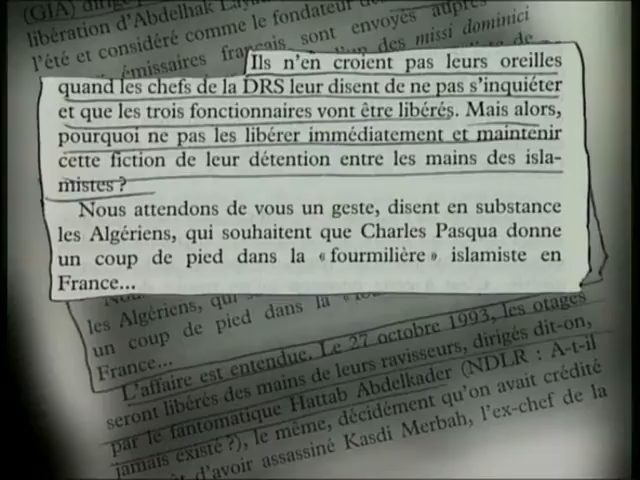 (GIA) dirigé
libération d'Abdelhak Laya
l'été et considéré comme le fondateur de
émissaires français sont envoyés auprès
des missi dominici
Ils n'en croient pas leurs oreilles
quand les chefs de la DRS leur disent de ne pas s'inquiéter
et que les trois fonctionnaires vont être libérés. Mais alors,
pourquoi ne pas les libérer immédiatement et maintenir
cette fiction de leur détention entre les mains des isla-
mistes ?
Nous attendons de vous un geste, disent en substance
les Algériens, qui souhaitent que Charles Pasqua donne
un coup de pied dans la « fourmilière » islamiste en
France...
les Algériens, qui
un coup de pied dans la
France...
L'affaire est entendue. Le 27 octobre 1993, les otages
seront libérés des mains de leurs ravisseurs, dirigés dit-on,
par le fantomatique Hattab Abdelkader (NDLR : A-t-il
jamais existé ?), le même, décidément qu'on avait crédité
d'avoir assassiné Kasdi Merbah, l'ex-chef de la